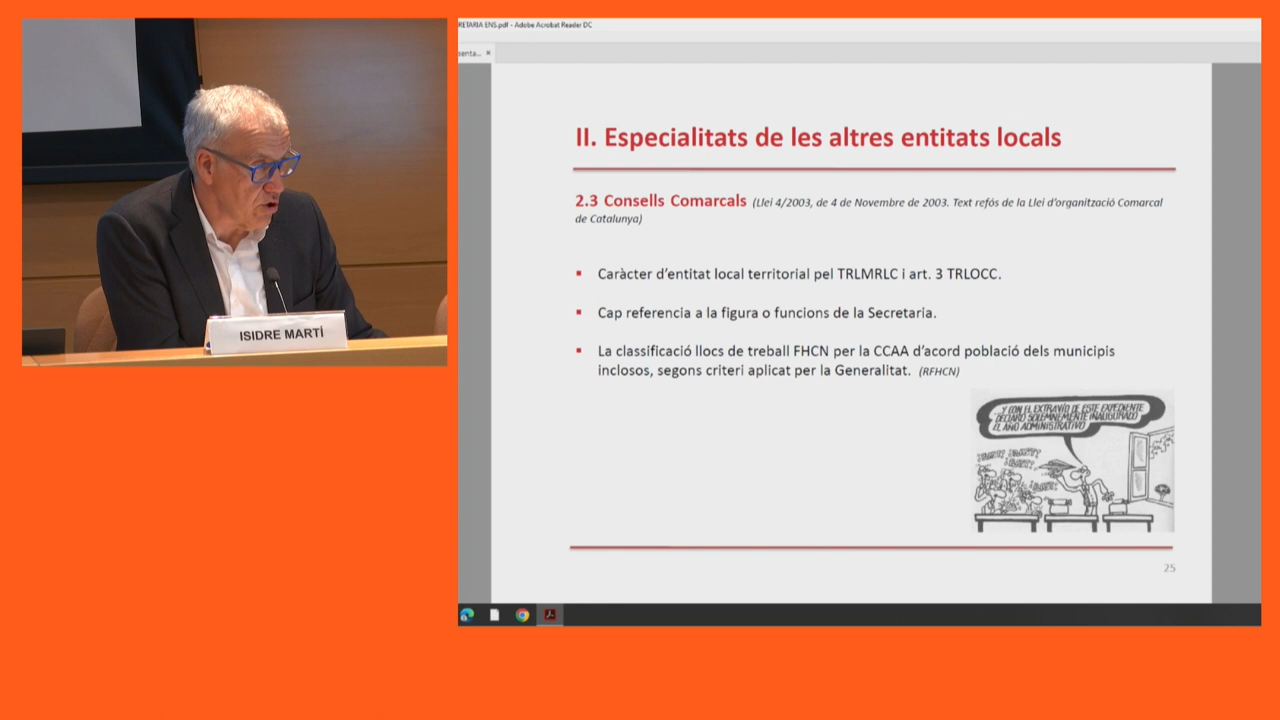 RETARIA ENS.pdf - Adobe Acrobat Reader DC
senta... ×
II. Especialitats de les altres entitats locals
2.3 Consells Comarcals (Llei 4/2003, de 4 de Novembre de 2003. Text refós de la Llei d'organització Comarcal
de Catalunya)
▪ Caràcter d'entitat local territorial pel TRLMRLC i art. 3 TRLOCC.
▪ Cap referencia a la figura o funcions de la Secretaria.
▪ La classificació llocs de treball FHCN per la CCAA d'acord població dels municipis
inclosos, segons criteri aplicat per la Generalitat. (RFHCN)
...Y CON EL EXTRAVÍO DE ESTE EXPEDIENTE
DECLARO SOLEMNEMENTE INAUGURADO
EL AÑO ADMINISTRATIVO
25
ISIDRE MARTÍ